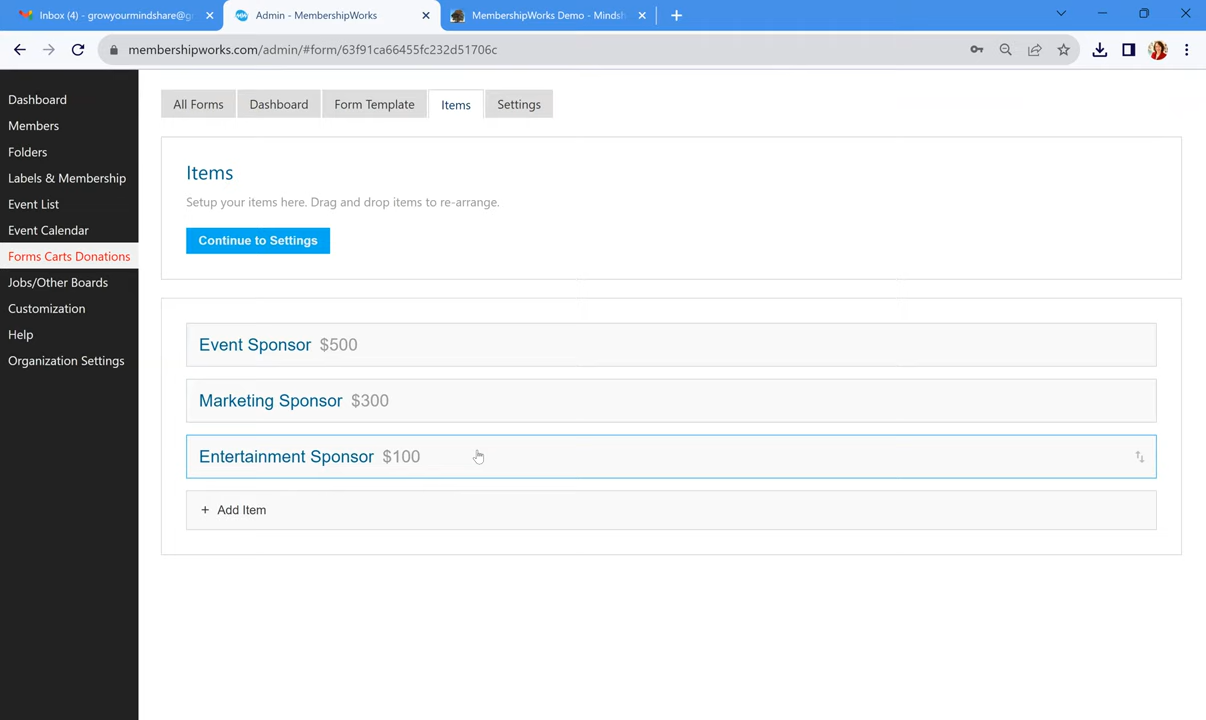 Inbox (4) - growyourmindshare@g
Admin - MembershipWorks
MembershipWorks Demo - Mindsh
membershipworks.com/admin/#form/63f91ca66455fc232d51706c
Dashboard
Members
Folders
Labels & Membership
Event List
Event Calendar
Forms Carts Donations
Jobs/Other Boards
Customization
Help
Organization Settings
All Forms
Dashboard
Form Template
Items
Settings
Items
Setup your items here. Drag and drop items to re-arrange.
Continue to Settings
Event Sponsor $500
Marketing Sponsor $300
Entertainment Sponsor $100
+ Add Item